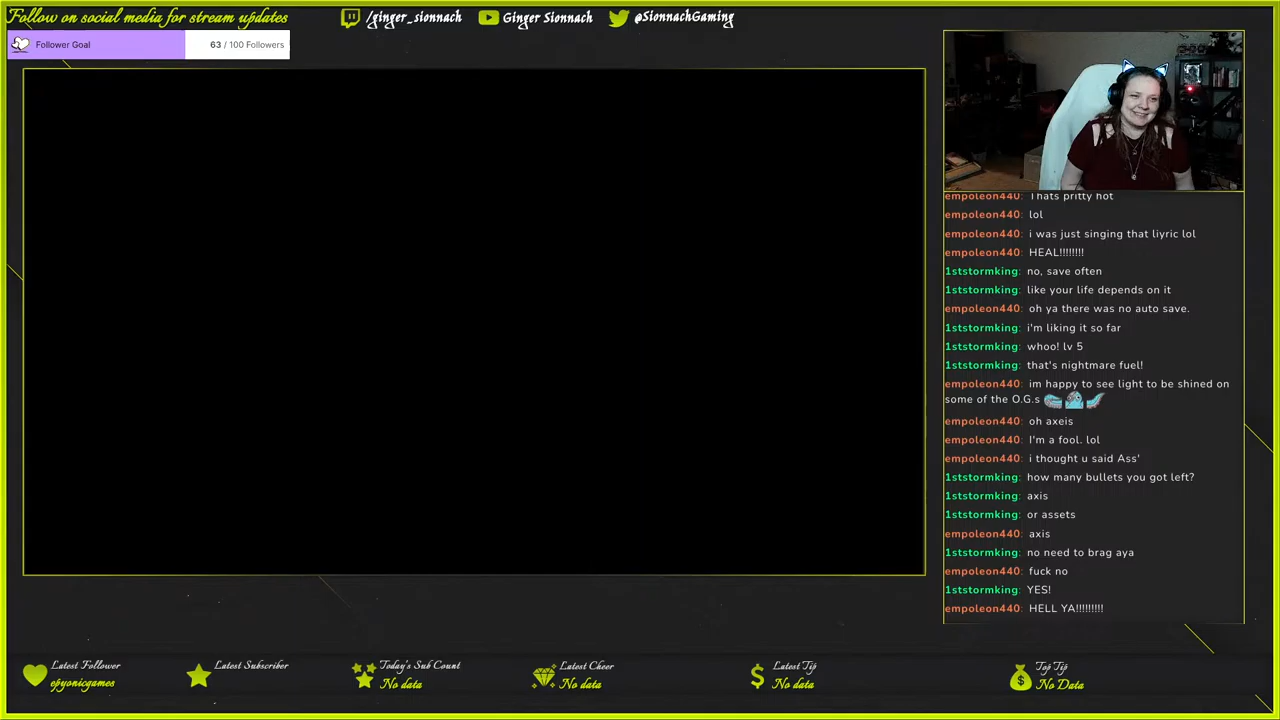 Follow on social media for stream updates
/ginger_sionnach
Ginger Sionnach
@SionnachGaming
Follower Goal
63 / 100 Followers
empoleon440: Thats pritty hot
empoleon440: lol
empoleon440: i was just singing that liyric lol
empoleon440: HEAL!!!!!!!!
1ststormking: no, save often
1ststormking: like your life depends on it
empoleon440: oh ya there was no auto save.
1ststormking: i'm liking it so far
1ststormking: whoo! lv 5
1ststormking: that's nightmare fuel!
empoleon440: im happy to see light to be shined on
some of the O.G.s
empoleon440: oh axeis
empoleon440: I'm a fool. lol
empoleon440: i thought u said Ass'
1ststormking: how many bullets you got left?
1ststormking: axis
1ststormking: or assets
empoleon440: axis
1ststormking: no need to brag aya
empoleon440: fuck no
1ststormking: YES!
empoleon440: HELL YA!!!!!!!!!
Latest Follower
epyonicgames
Latest Subscriber
Today's Sub Count
No data
Latest Cheer
No data
Latest Tip
No data
Top Tip
No Data